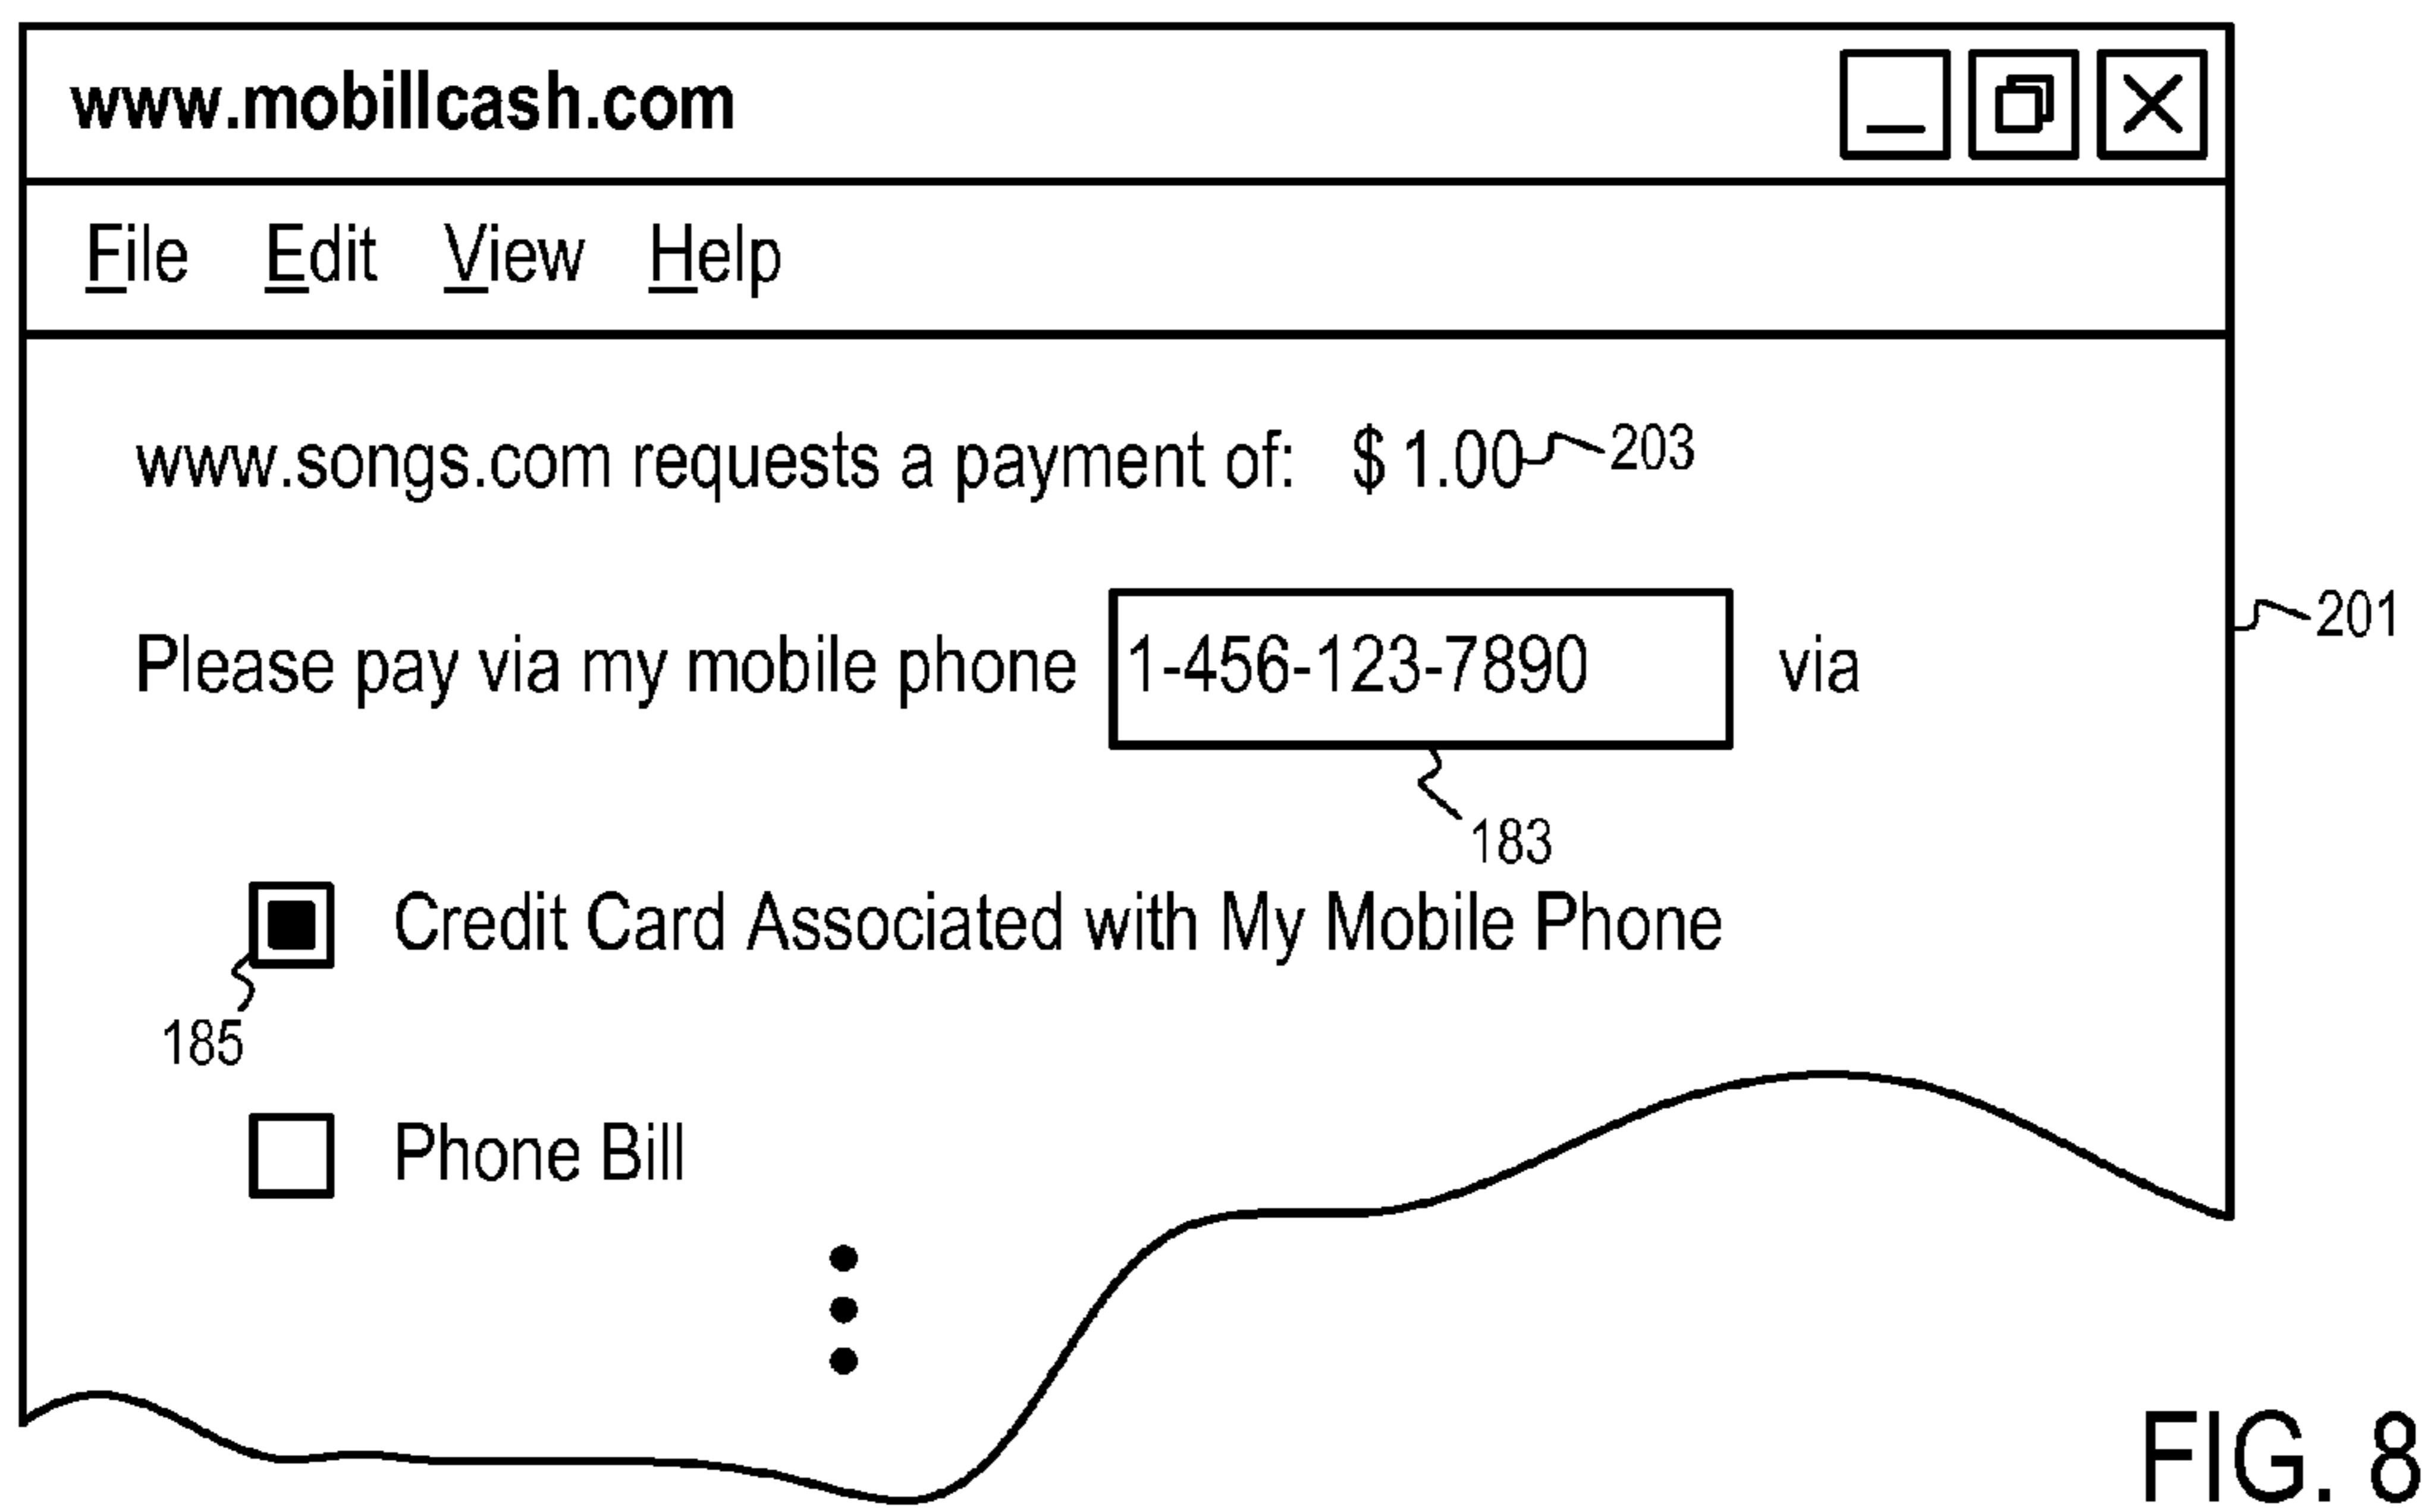 www.mobillcash.com
File Edit View Help
www.songs.com requests a payment of: $ 1.00 203
201
Please pay via my mobile phone 1-456-123-7890 via
183
Credit Card Associated with My Mobile Phone
185
Phone Bill
FIG. 8